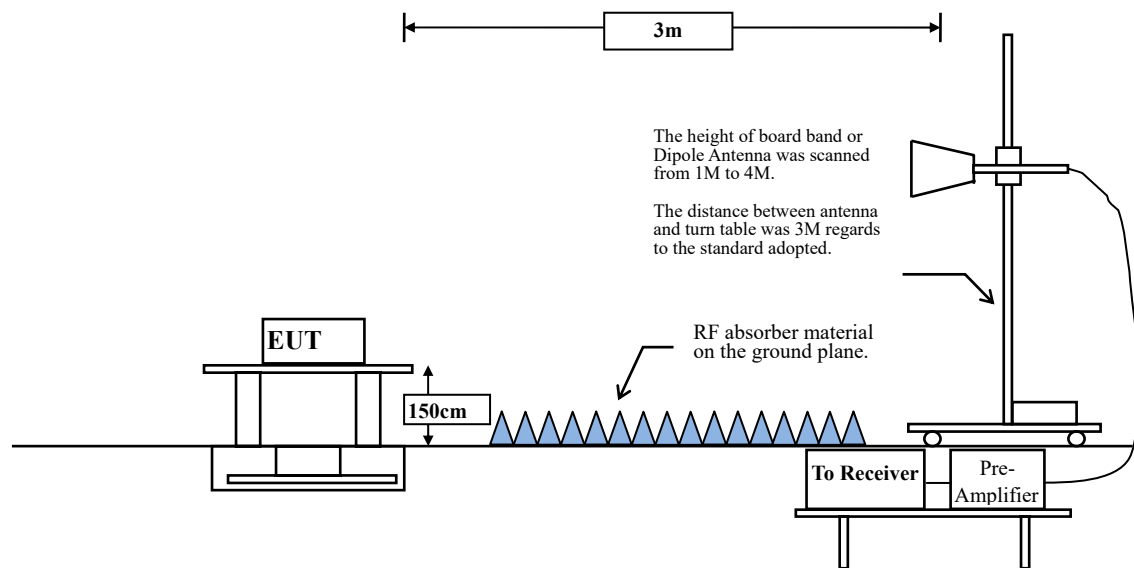 3m
The height of board band or
Dipole Antenna was scanned
from 1M to 4M.
The distance between antenna
and turn table was 3M regards
to the standard adopted.
EUT
RF absorber material
on the ground plane.
150cm
To Receiver
Pre-
Amplifier